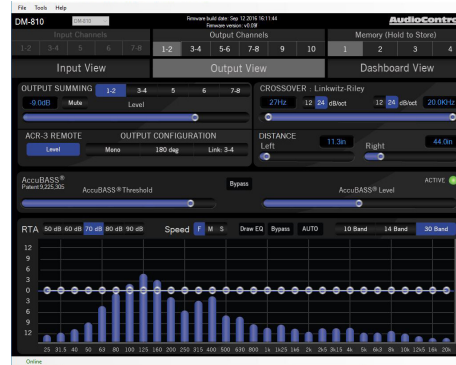 File Tools Help
DM-810 DM-810 Firmware build date: Sep 12 2016 16:11:44 AudioContro
Firmware version: v0.09f
Input Channels Output Channels Memory (Hold to Store)
1-2 3-4 5 6 7-8 1-2 3-4 5-6 7-8 9 10 1 2 3 4
Input View Output View Dashboard View
OUTPUT SUMMING 1-2 3-4 5 6 7-8 CROSSOVER : Linkwitz-Riley
-9.0dB Mute Level 27Hz 12 24 dB/oct 12 24 dB/oct 20.0KHz
ACR-3 REMOTE OUTPUT CONFIGURATION DISTANCE
Level Mono 180 deg Link: 3-4 Left 11.3in Right 44.0in
AccuBASS® Bypass ACTIVE
Patent 9,225,305. AccuBASS® Threshold AccuBASS® Level
RTA 50 dB 60 dB 70 dB 80 dB 90 dB Speed F M S Draw EQ Bypass AUTO 10 Band 14 Band 30 Band
12
9
6
3
0
3
6
9
12
25 31.5 40 50 63 80 100 125 160 200 250 315 400 500 630 800 1k 1k25 1k6 2k 2k5 3k15 4k 5k 6k3 8k 10k 12k5 16k 20k
Online